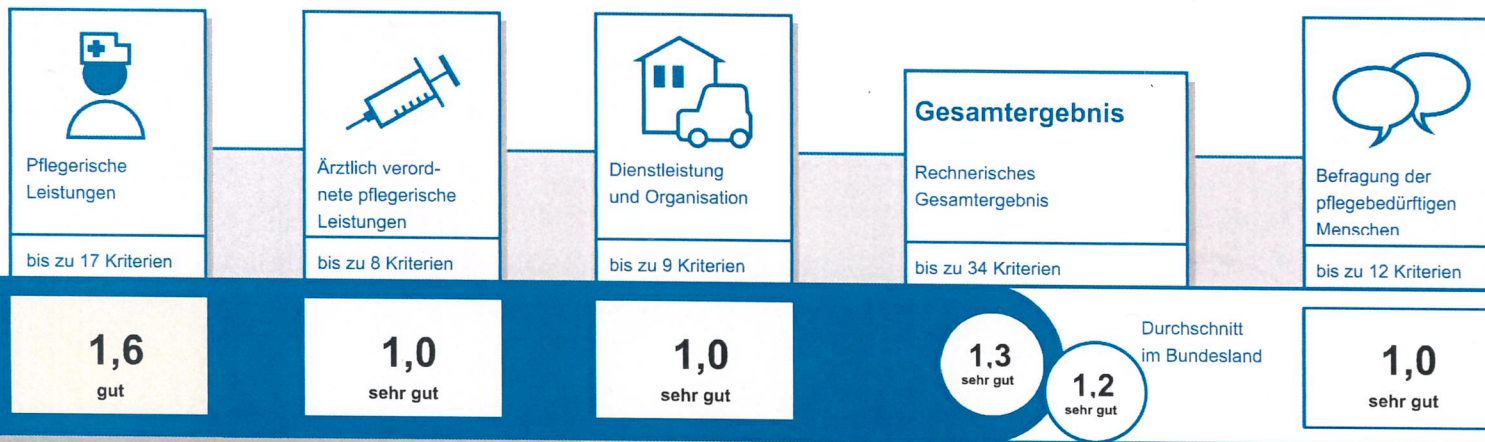 Pflegerische
Leistungen
bis zu 17 Kriterien
1,6
gut
Ärztlich verord-
nete pflegerische
Leistungen
bis zu 8 Kriterien
1,0
sehr gut
Dienstleistung
und Organisation
bis zu 9 Kriterien
1,0
sehr gut
Gesamtergebnis
Rechnerisches
Gesamtergebnis
bis zu 34 Kriterien
1,3
sehr gut
1,2
sehr gut
Durchschnitt
im Bundesland
Befragung der
pflegebedürftigen
Menschen
bis zu 12 Kriterien
1,0
sehr gut